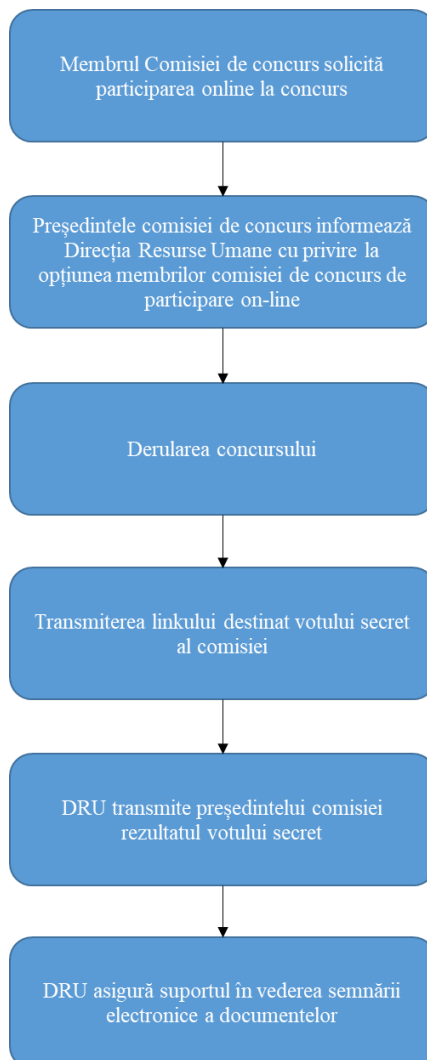 Membrul Comisiei de concurs solicită
participarea online la concurs
Președintele comisiei de concurs informează
Direcția Resurse Umane cu privire la
opțiunea membrilor comisiei de concurs de
participare on-line
Derularea concursului
Transmiterea linkului destinat votului secret
al comisiei
DRU transmite președintelui comisiei
rezultatul votului secret
DRU asigură suportul în vederea semnării
electronice a documentelor